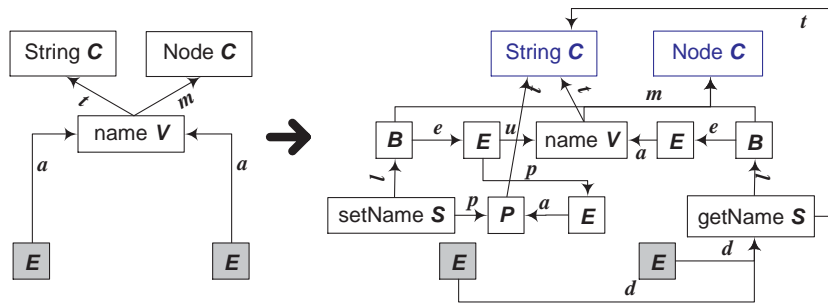 t
String C Node C String C Node C
t m t t m
name V B e E u name V a E e B
a a l p l
setName S p P a E getName S
E E E E d
d